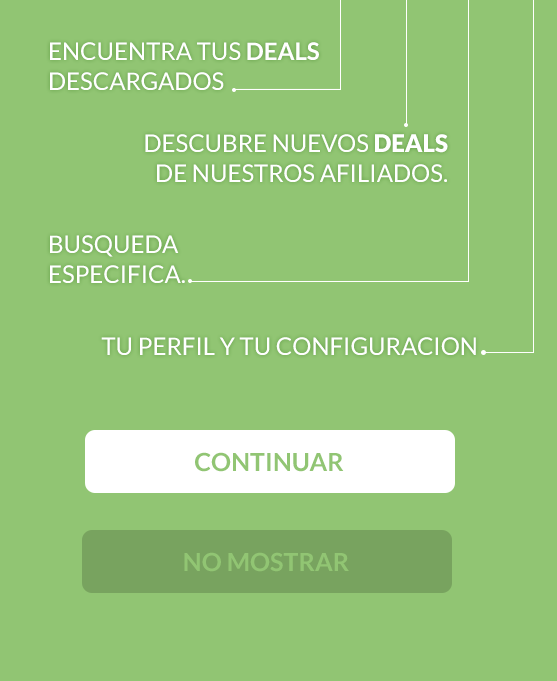 ENCUENTRA TUS DEALS
DESCARGADOS
DESCUBRE NUEVOS DEALS
DE NUESTROS AFILIADOS.
BUSQUEDA
ESPECIFICA.
TU PERFIL Y TU CONFIGURACION
CONTINUAR
NO MOSTRAR